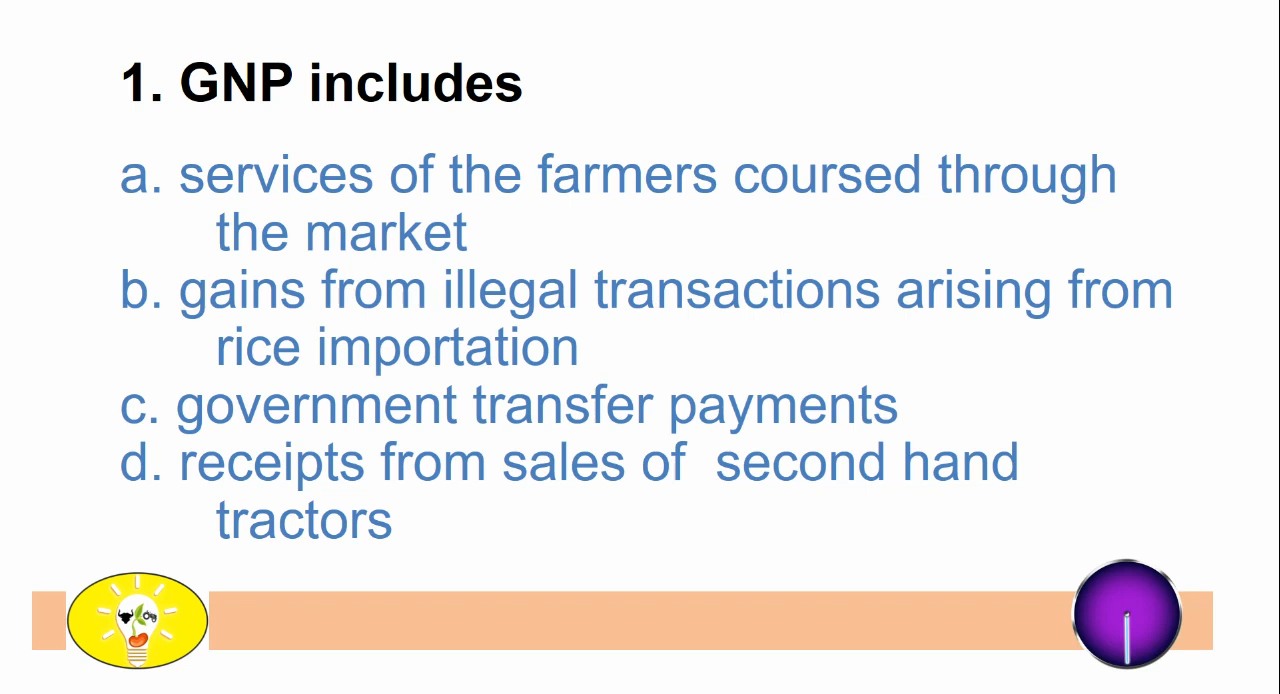 1. GNP includes
a. services of the farmers coursed through
the market
b. gains from illegal transactions arising from
rice importation
c. government transfer payments
d. receipts from sales of second hand
tractors